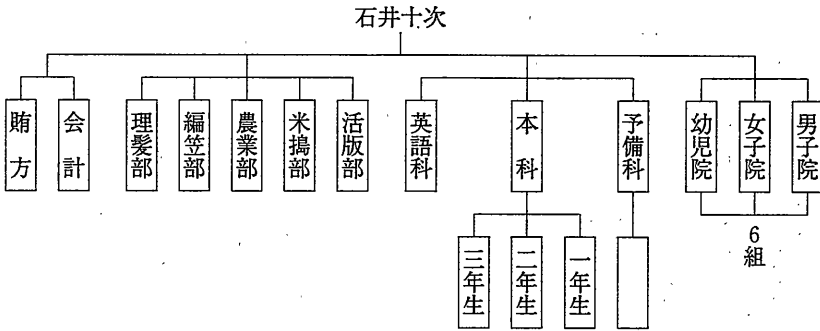 石井十次
男子院
女子院
幼児院
6組
予備科
本科
一年生
二年生
三年生
英語科
活版部
米搗部
農業部
編笠部
理髪部
会計
賄方